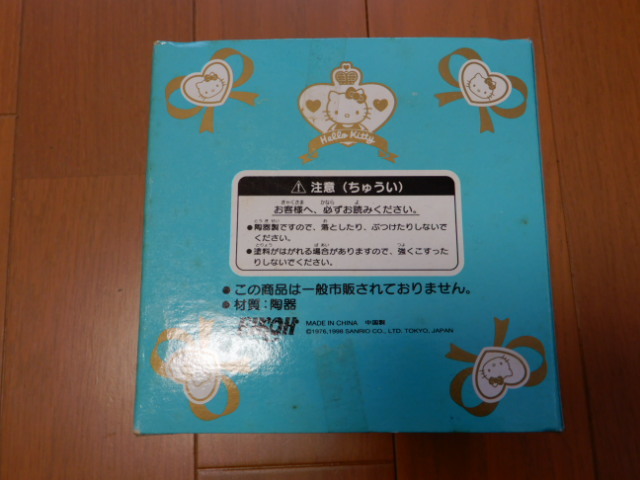 Hello Kitty
注意（ちゅうい）
お客様へ、必ずお読みください。
●陶器製ですので、落としたり、ぶつけたりしないで
ください。
●塗料がはがれる場合がありますので、強くこすった
りしないでください。
●この商品は一般市販されておりません。
●材質：陶器
MADE IN CHINA 中国製
SANRIO CO., LTD. TOKYO, JAPAN